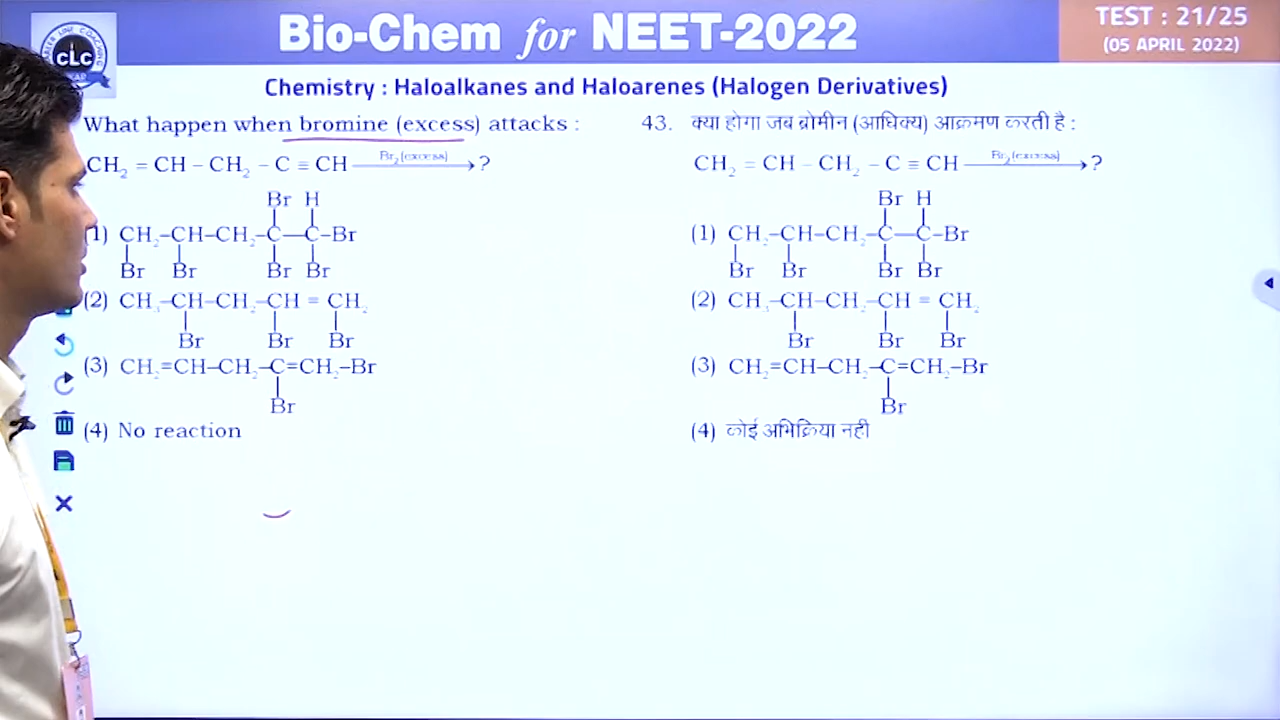 Bio-Chem for NEET-2022
TEST : 21/25
(05 APRIL 2022)
CLC
Chemistry : Haloalkanes and Haloarenes (Halogen Derivatives)
What happen when bromine (excess) attacks :
CH₂ = CH – CH₂ – C ≡ CH —Br₂(excess)→ ?
Br H
(1) CH₂–CH–CH₂–C—C–Br
Br Br Br Br
(2) CH₃–CH–CH₂–CH = CH₂
Br Br Br
(3) CH₂=CH–CH₂–C=CH₂–Br
Br
(4) No reaction
43. क्या होगा जब ब्रोमीन (आधिक्य) आक्रमण करती है :
CH₂ = CH – CH₂ – C ≡ CH —Br₂(excess)→ ?
Br H
(1) CH₂–CH–CH₂–C—C–Br
Br Br Br Br
(2) CH₃–CH–CH₂–CH = CH₂
Br Br Br
(3) CH₂=CH–CH₂–C=CH₂–Br
Br
(4) कोई अभिक्रिया नही